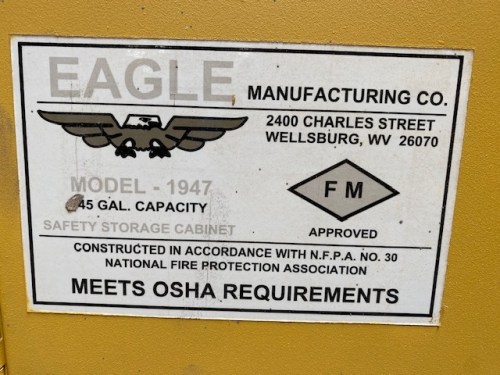 EAGLE
MANUFACTURING CO.
2400 CHARLES STREET
WELLSBURG, WV 26070
MODEL - 1947
45 GAL. CAPACITY
SAFETY STORAGE CABINET
FM
APPROVED
CONSTRUCTED IN ACCORDANCE WITH N.F.P.A. NO. 30
NATIONAL FIRE PROTECTION ASSOCIATION
MEETS OSHA REQUIREMENTS